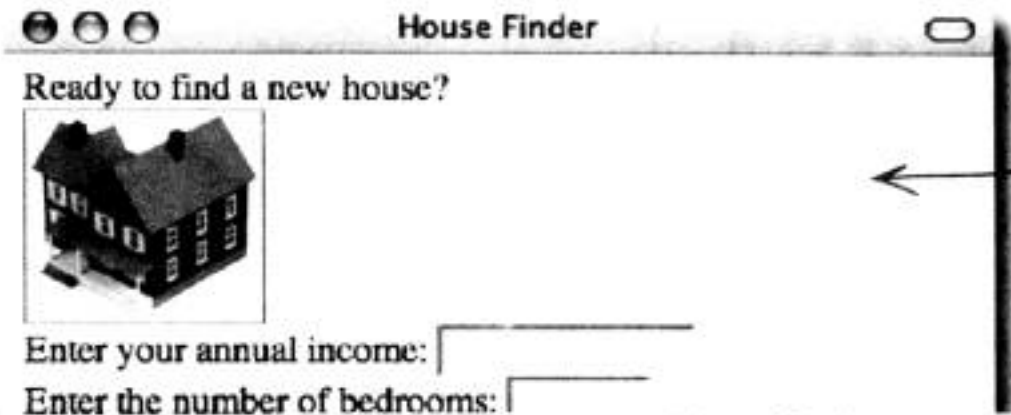 House Finder
Ready to find a new house?
Enter your annual income:
Enter the number of bedrooms: